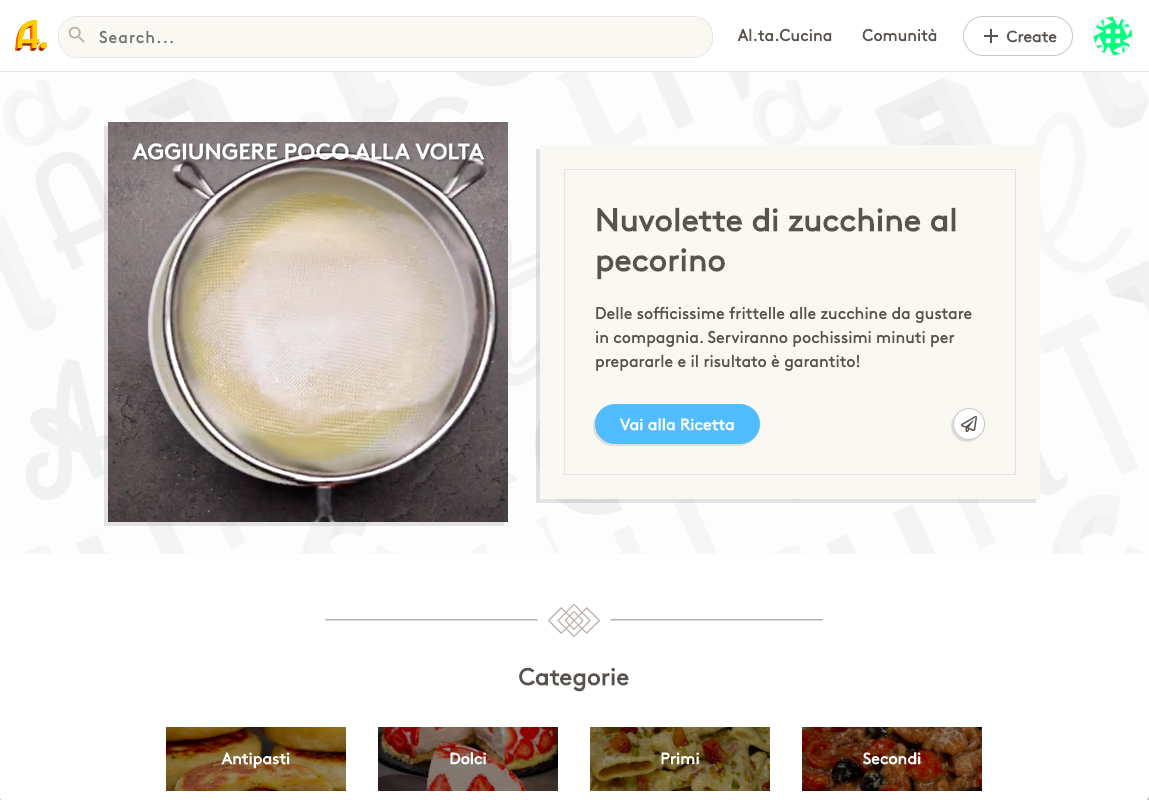 A.
Search...
Al.ta.Cucina
Comunità
Create
AGGIUNGERE POCO ALLA VOLTA
Nuvolette di zucchine al
pecorino
Delle sofficissime frittelle alle zucchine da gustare
in compagnia. Serviranno pochissimi minuti per
prepararle e il risultato è garantito!
Vai alla Ricetta
Categorie
Antipasti
Dolci
Primi
Secondi